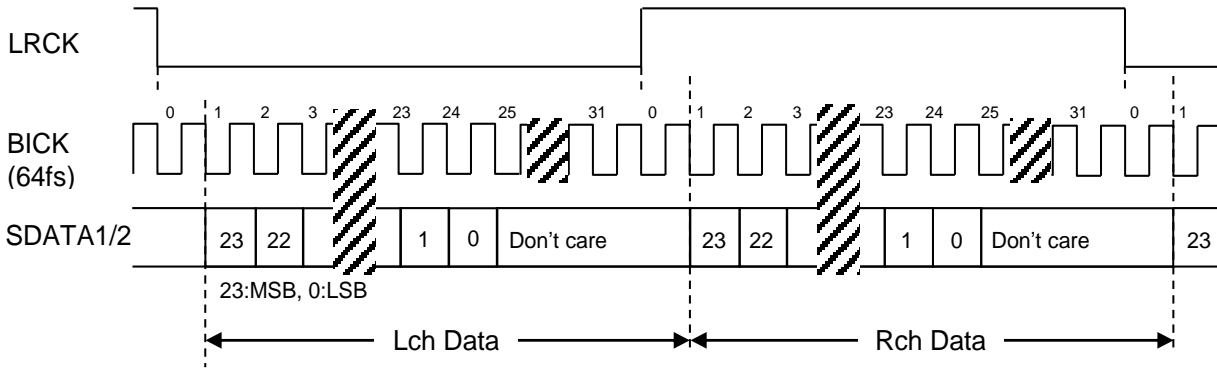 LRCK
0 1 2 3 23 24 25 31 0 1 2 3 23 24 25 31 0 1
BICK
(64fs)
SDATA1/2 23 22 1 0 Don't care 23 22 1 0 Don't care 23
23:MSB, 0:LSB
Lch Data Rch Data